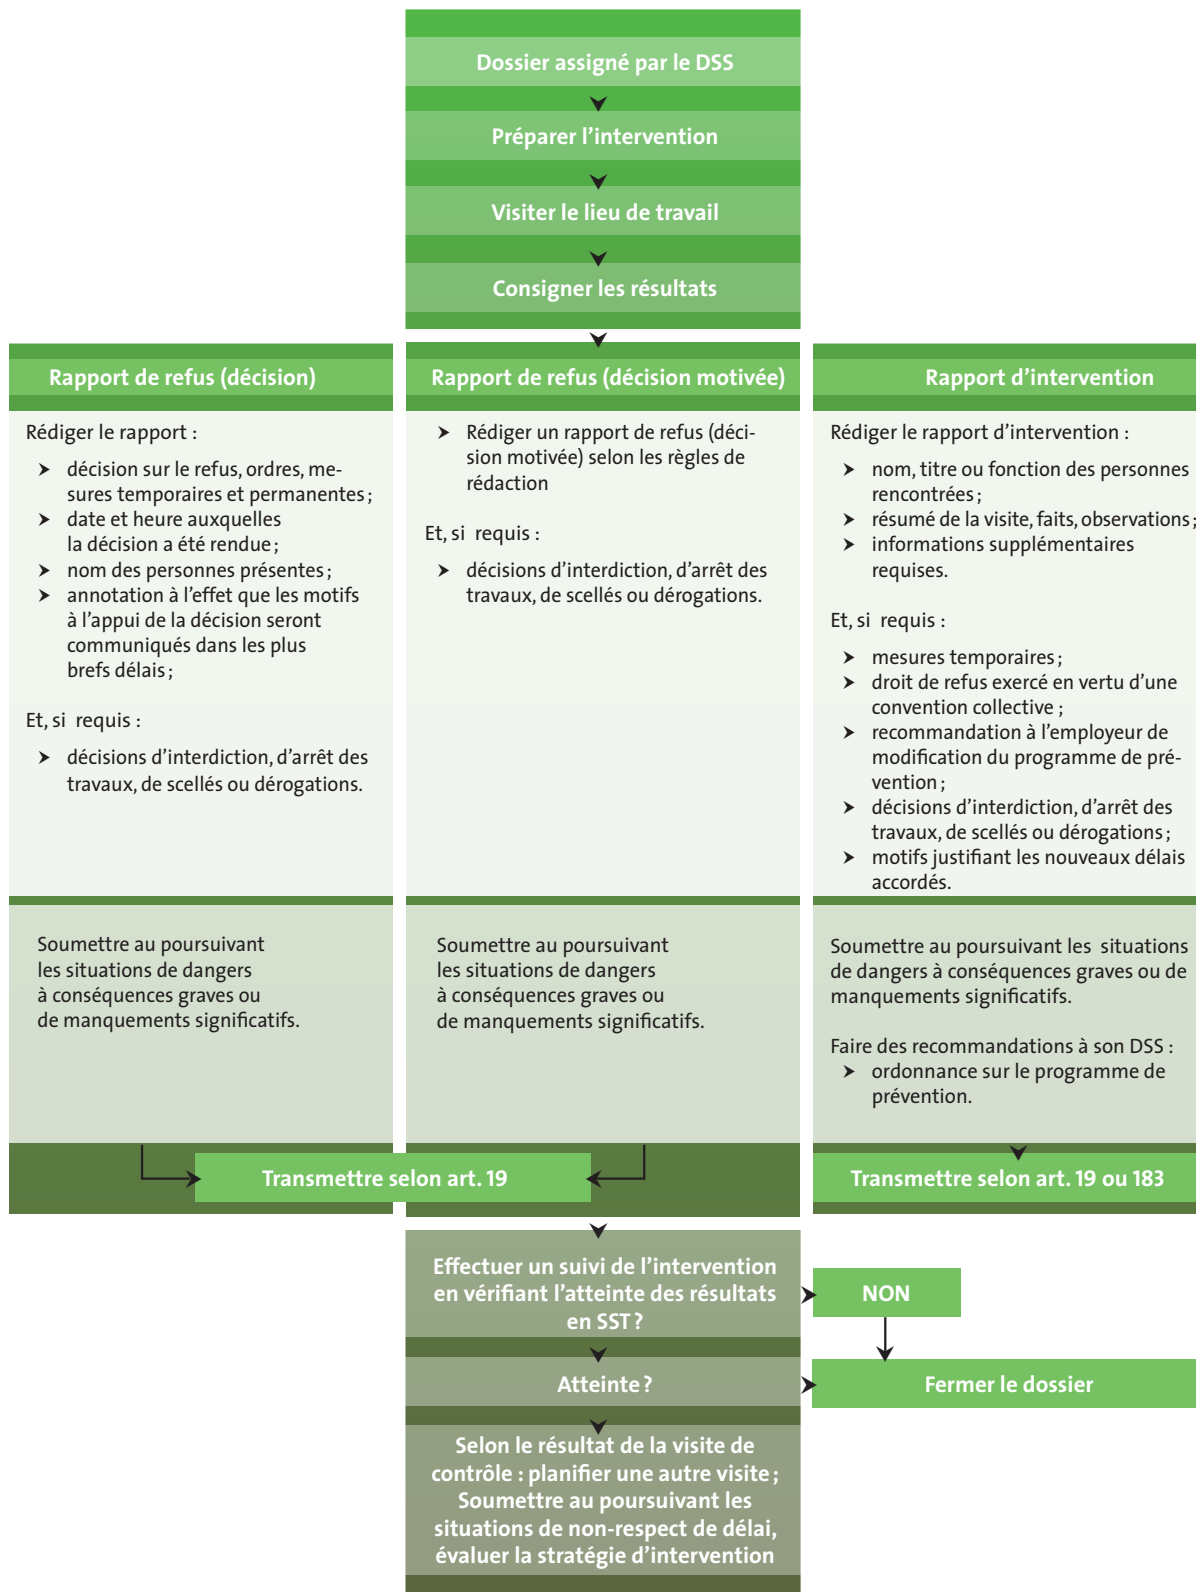 Dossier assigné par le DSS
Préparer l’intervention
Visiter le lieu de travail
Consigner les résultats
Rapport de refus (décision)
Rédiger le rapport :
décision sur le refus, ordres, me-
sures temporaires et permanentes ;
date et heure auxquelles
la décision a été rendue ;
nom des personnes présentes ;
annotation à l’effet que les motifs
à l’appui de la décision seront
communiqués dans les plus
brefs délais ;
Et, si requis :
décisions d’interdiction, d’arrêt des
travaux, de scellés ou dérogations.
Soumettre au poursuivant
les situations de dangers
à conséquences graves ou
de manquements significatifs.
Rapport de refus (décision motivée)
Rédiger un rapport de refus (déci-
sion motivée) selon les règles de
rédaction
Et, si requis :
décisions d’interdiction, d’arrêt des
travaux, de scellés ou dérogations.
Soumettre au poursuivant
les situations de dangers
à conséquences graves ou
de manquements significatifs.
Rapport d’intervention
Rédiger le rapport d’intervention :
nom, titre ou fonction des personnes
rencontrées ;
résumé de la visite, faits, observations ;
informations supplémentaires
requises.
Et, si requis :
mesures temporaires ;
droit de refus exercé en vertu d’une
convention collective ;
recommandation à l’employeur de
modification du programme de pré-
vention ;
décisions d’interdiction, d’arrêt des
travaux, de scellés ou dérogations ;
motifs justifiant les nouveaux délais
accordés.
Soumettre au poursuivant les situations
de dangers à conséquences graves ou de
manquements significatifs.
Faire des recommandations à son DSS :
ordonnance sur le programme de
prévention.
Transmettre selon art. 19
Transmettre selon art. 19 ou 183
Effectuer un suivi de l’intervention
en vérifiant l’atteinte des résultats
en SST ?
NON
Atteinte ?
Fermer le dossier
Selon le résultat de la visite de
contrôle : planifier une autre visite ;
Soumettre au poursuivant les
situations de non-respect de délai,
évaluer la stratégie d’intervention